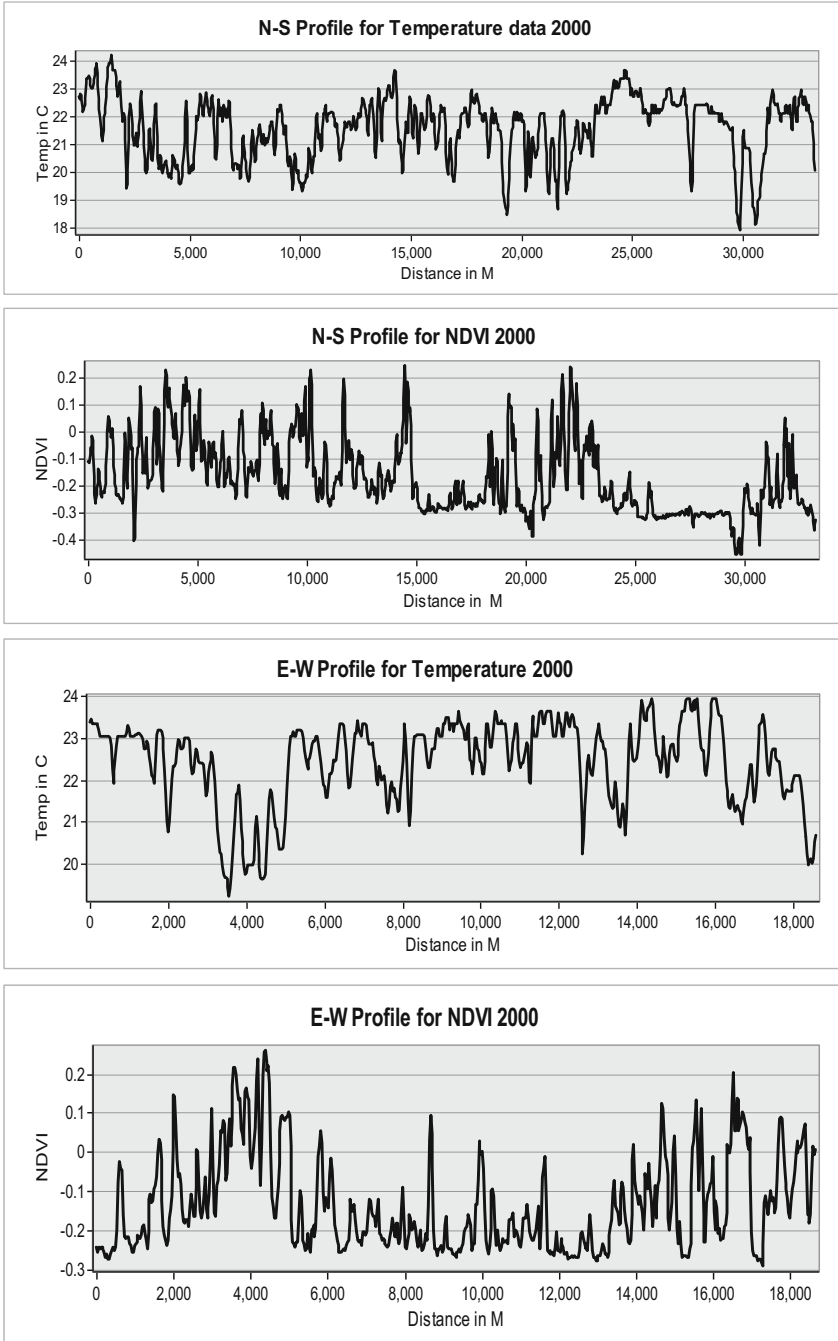 N-S Profile for Temperature data 2000
Temp in C
24
23
22
21
20
19
18
0 5,000 10,000 15,000 20,000 25,000 30,000
Distance in M
N-S Profile for NDVI 2000
NDVI
0.2
0.1
0
-0.1
-0.2
-0.3
-0.4
0 5,000 10,000 15,000 20,000 25,000 30,000
Distance in M
E-W Profile for Temperature 2000
Temp in C
24
23
22
21
20
0 2,000 4,000 6,000 8,000 10,000 12,000 14,000 16,000 18,000
Distance in M
E-W Profile for NDVI 2000
NDVI
0.2
0.1
0
-0.1
-0.2
-0.3
0 2,000 4,000 6,000 8,000 10,000 12,000 14,000 16,000 18,000
Distance in M